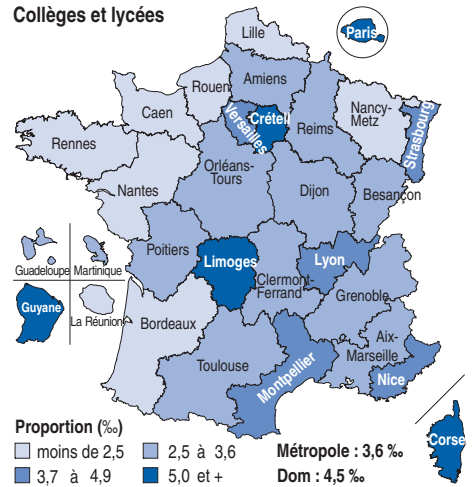 Collèges et lycées
Lille
Paris
Amiens
Rouen
Caen
Versailles
Créteil
Reims
Nancy-
Metz
Strasbourg
Rennes
Nantes
Orléans-
Tours
Dijon
Besançon
Guadeloupe
Martinique
Poitiers
Limoges
Clermont-
Ferrand
Lyon
Grenoble
Guyane
La Réunion
Bordeaux
Toulouse
Montpellier
Aix-
Marseille
Nice
Corse
Proportion (‰)
moins de 2,5
2,5 à 3,6
3,7 à 4,9
5,0 et +
Métropole : 3,6 ‰
Dom : 4,5 ‰